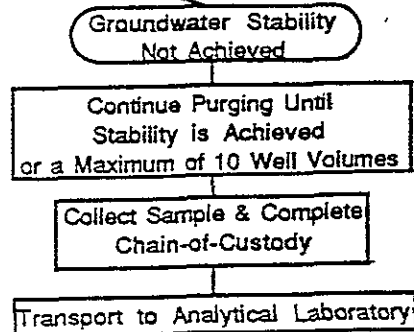 Groundwater Stability
Not Achieved
Continue Purging Until
Stability is Achieved
or a Maximum of 10 Well Volumes
Collect Sample & Complete
Chain-of-Custody
Transport to Analytical Laboratory